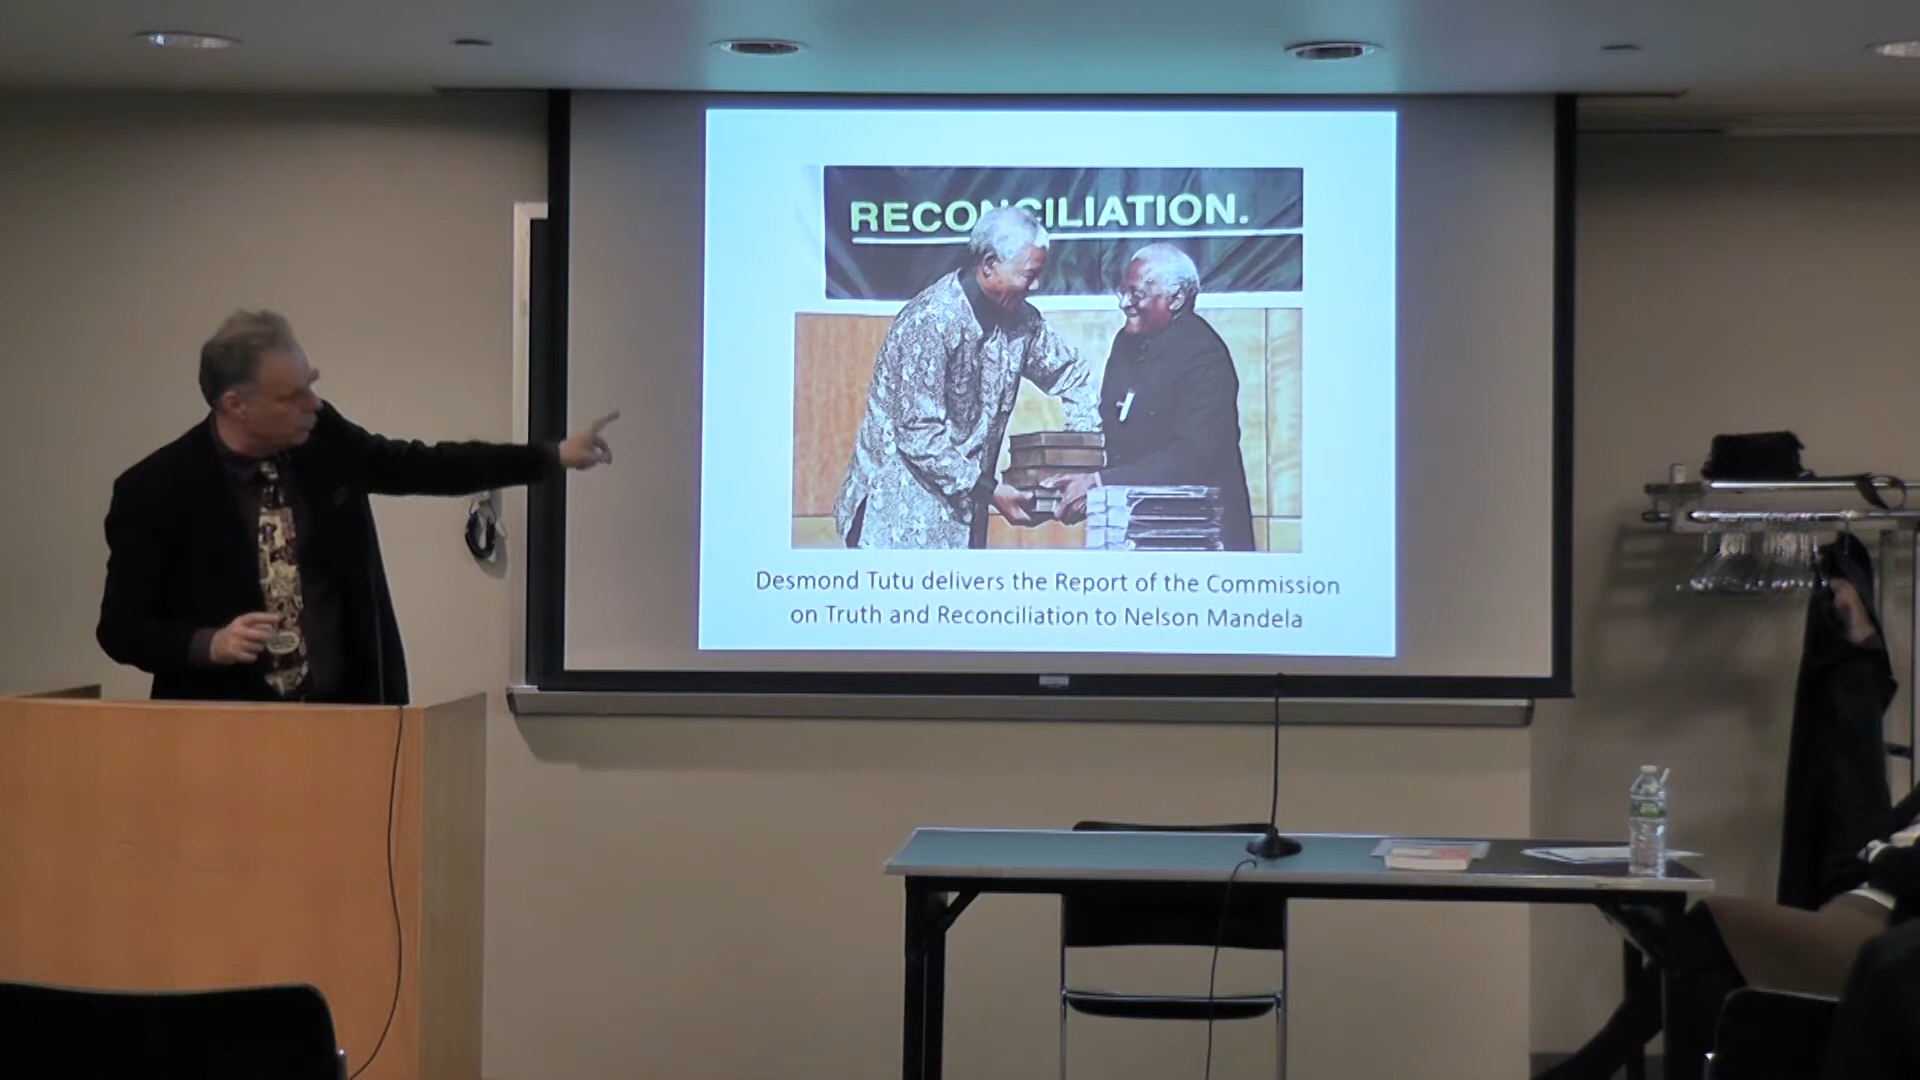 RECONCILIATION.
Desmond Tutu delivers the Report of the Commission
on Truth and Reconciliation to Nelson Mandela